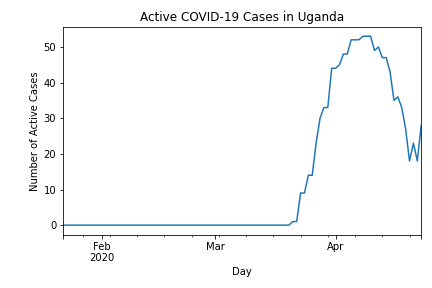 Active COVID-19 Cases in Uganda
Number of Active Cases
50
40
30
20
10
0
Feb
2020
Mar
Apr
Day